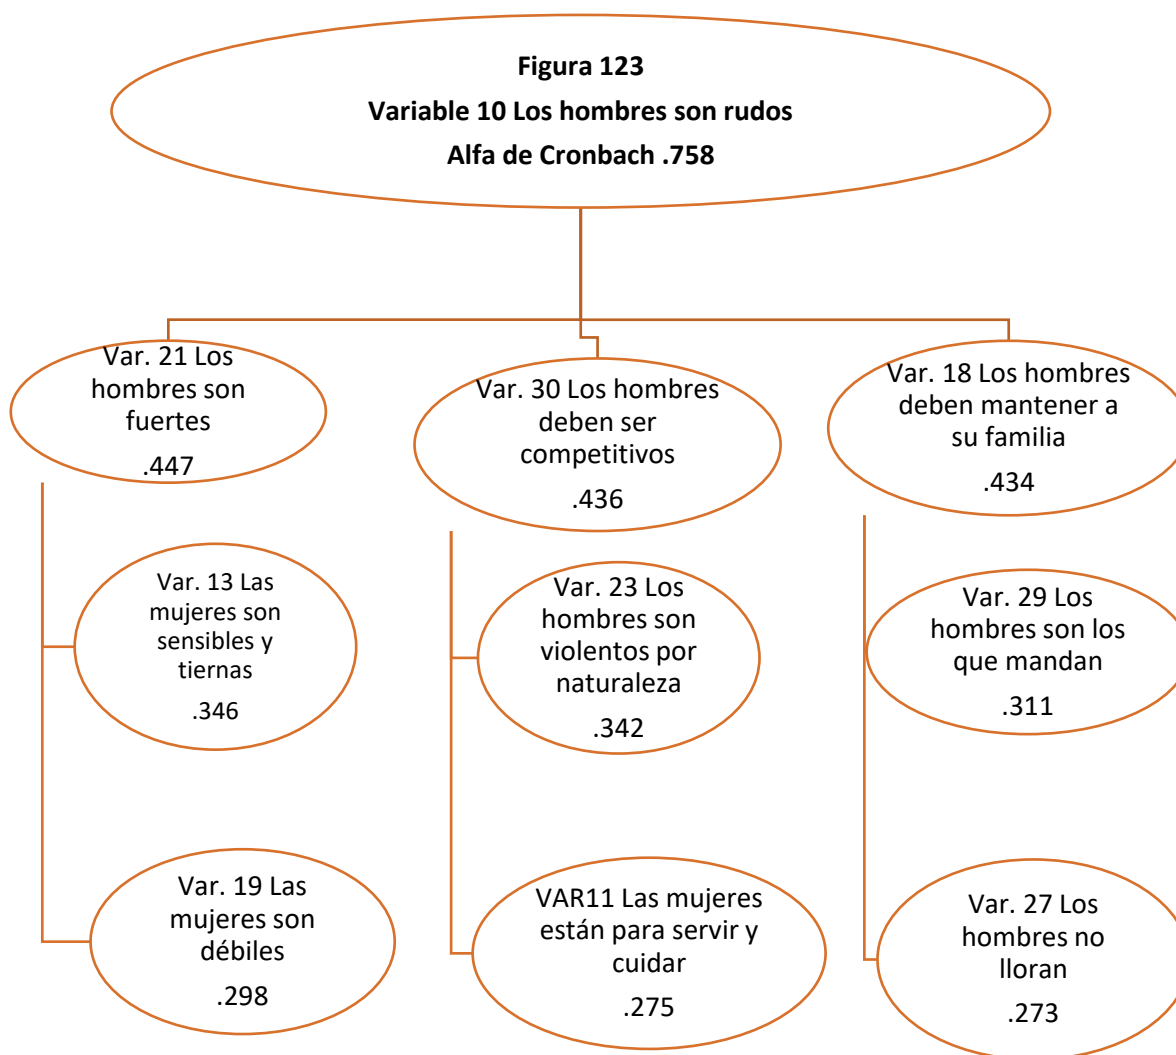 Figura 123
Variable 10 Los hombres son rudos
Alfa de Cronbach .758
Var. 21 Los
hombres son
fuertes
.447
Var. 30 Los hombres
deben ser
competitivos
.436
Var. 18 Los hombres
deben mantener a
su familia
.434
Var. 13 Las
mujeres son
sensibles y
tiernas
.346
Var. 23 Los
hombres son
violentos por
naturaleza
.342
Var. 29 Los
hombres son los
que mandan
.311
Var. 19 Las
mujeres son
débiles
.298
VAR11 Las mujeres
están para servir y
cuidar
.275
Var. 27 Los
hombres no
lloran
.273